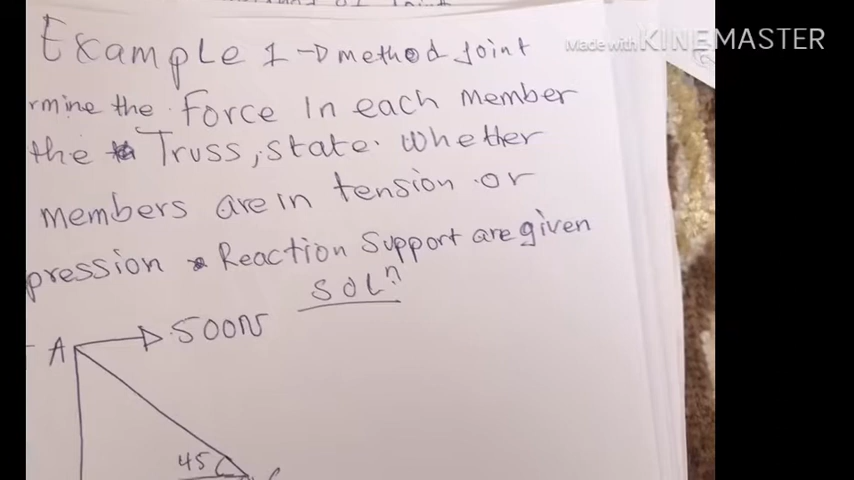 Example 1 → method Joint
Made with KINEMASTER
rmine the Force in each member
the Truss, state. whether
members are in tension or
pression Reaction Support are given
SOLn
A 500N
45